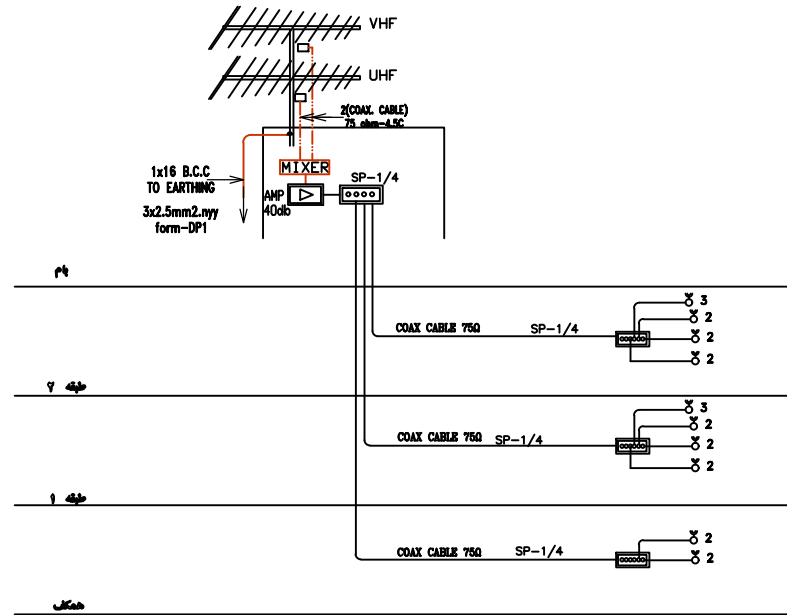 VHF
UHF
2(COAX. CABLE)
75 ohm-4.5C
MIXER
1x16 B.C.C
TO EARTHING
3x2.5mm2.nyy
form-DP1
AMP
40db
SP-1/4
بام
3
2
COAX CABLE 75Ω SP-1/4
2
2
طبقه ۲
3
2
COAX CABLE 75Ω SP-1/4
2
2
طبقه ۱
2
COAX CABLE 75Ω SP-1/4
2
همکف